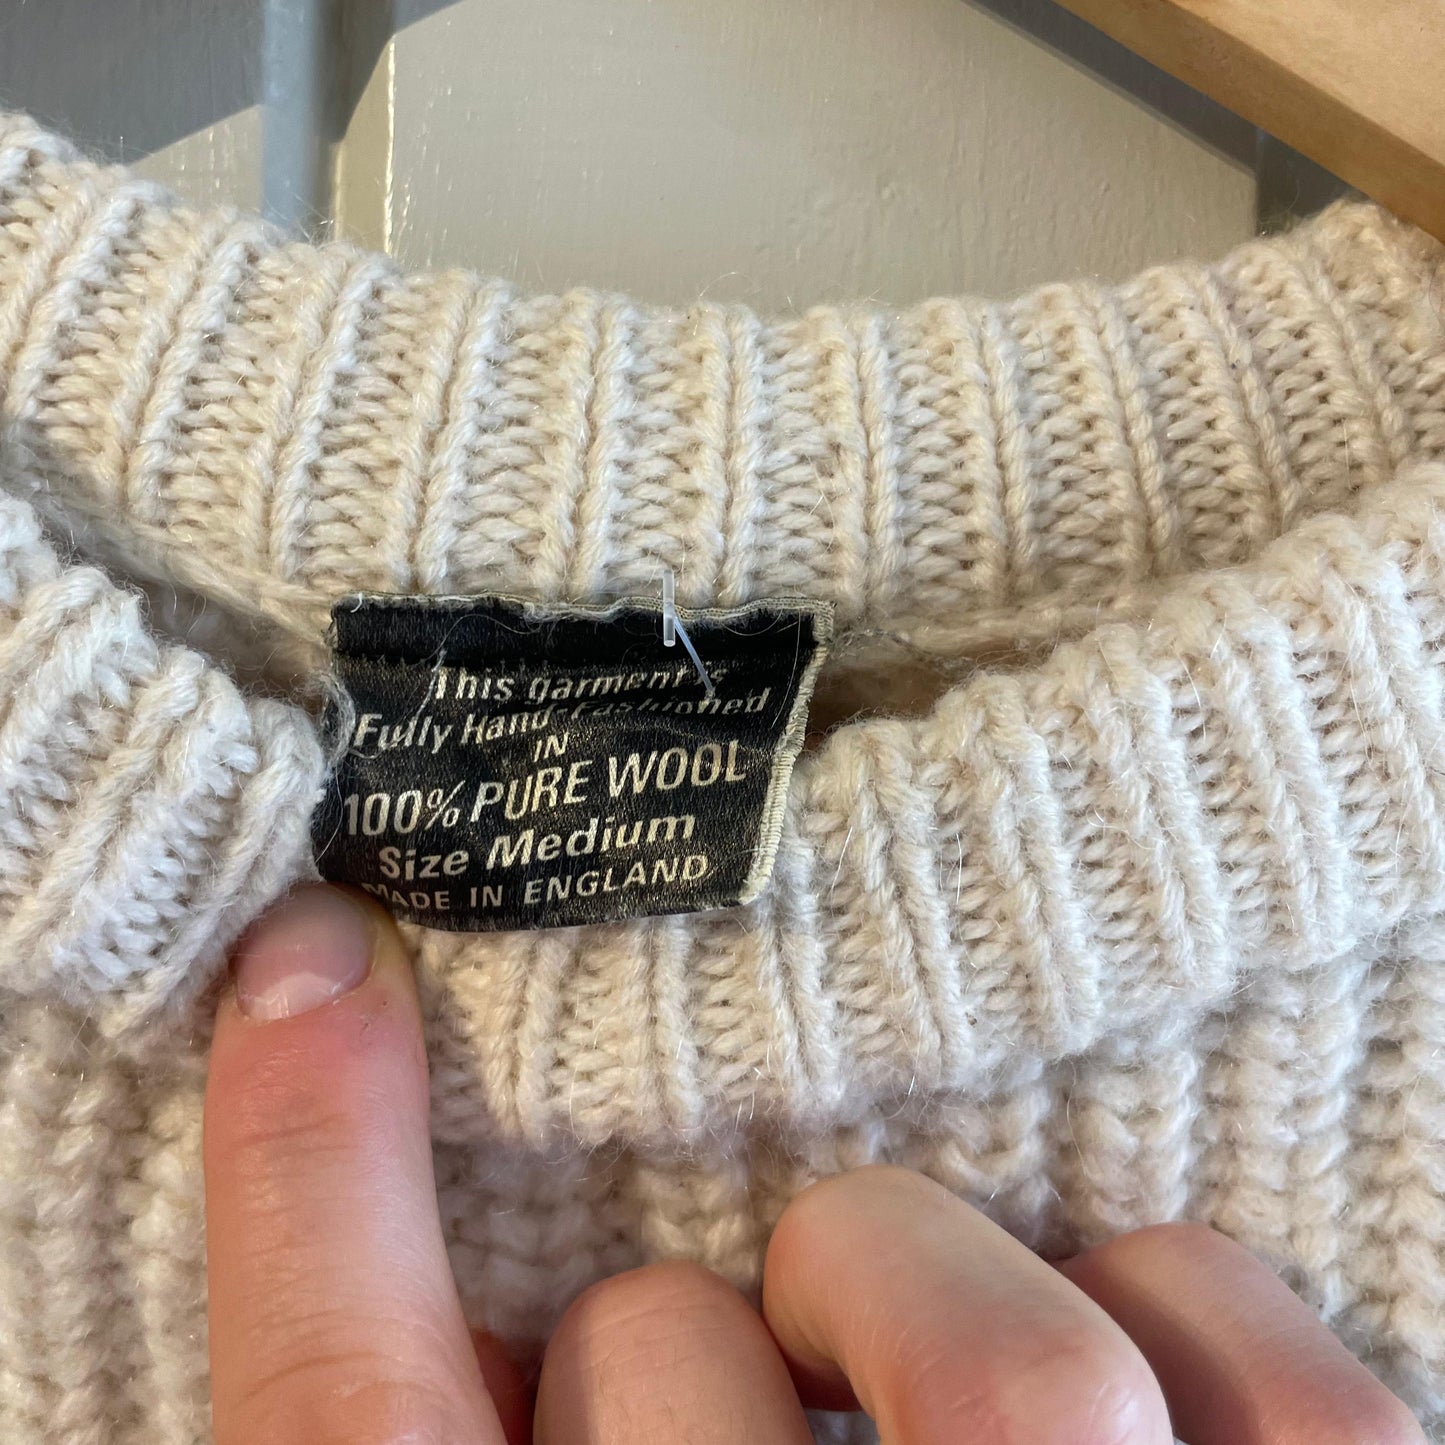 This garment is
Fully Hand-Fashioned
IN
100% PURE WOOL
Size Medium
MADE IN ENGLAND